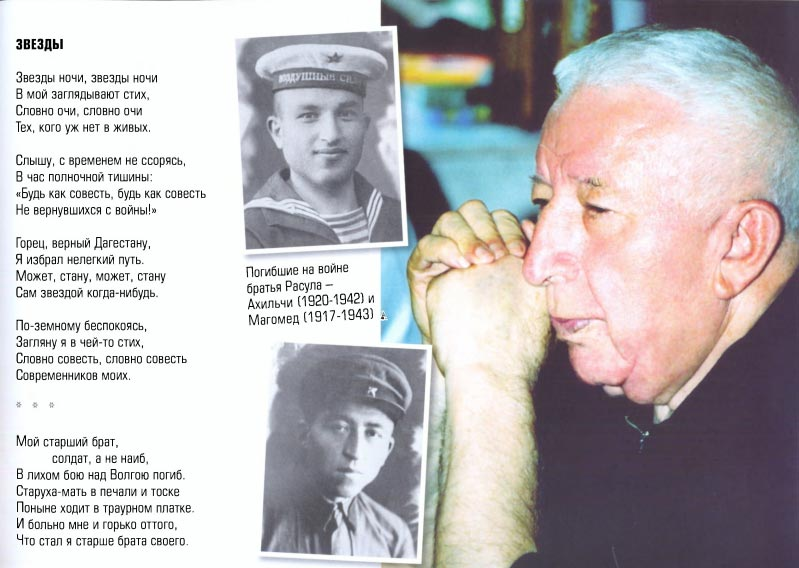 ЗВЕЗДЫ
Звезды ночи, звезды ночи
В мой заглядывают стих,
Словно очи, словно очи
Тех, кого уж нет в живых.
Слышу, с временем не ссорясь,
В час полночной тишины:
«Будь как совесть, будь как совесть
Не вернувшихся с войны!»
Горец, верный Дагестану,
Я избрал нелегкий путь.
Может, стану, может, стану
Сам звездой когда-нибудь.
По-земному беспокоясь,
Загляну я в чей-то стих,
Словно совесть, словно совесть
Современников моих.
* * *
Мой старший брат,
солдат, а не наиб,
В лихом бою над Волгою погиб.
Старуха-мать в печали и тоске
Поныне ходит в траурном платке.
И больно мне и горько оттого,
Что стал я старше брата своего.
ВОЗДУШНЫЕ
Погибшие на войне
братья Расула –
Ахильчи (1920-1942) и
Магомед (1917-1943)